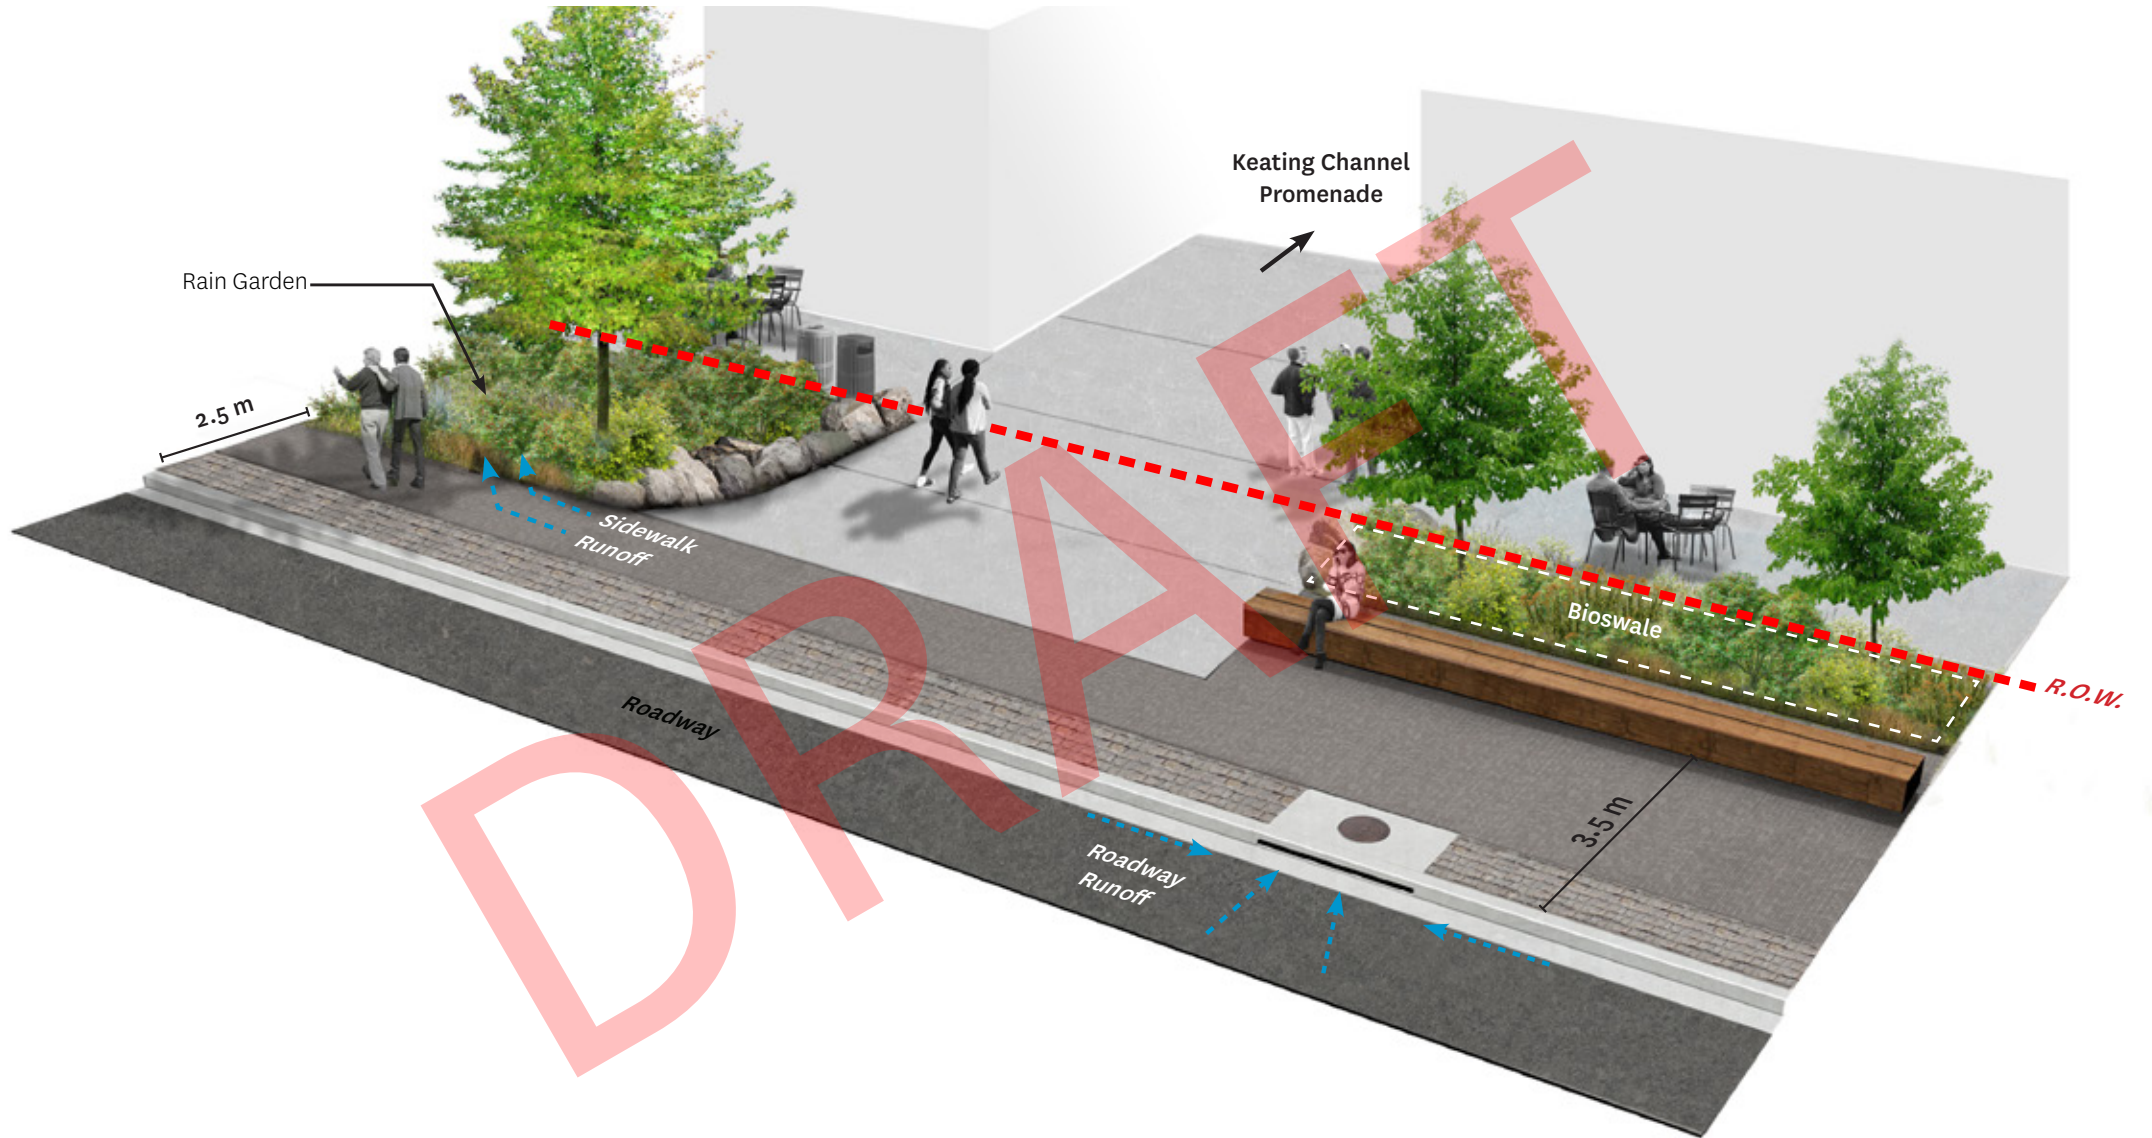 Keating Channel
Promenade
Rain Garden
2.5 m
Sidewalk
Runoff
Bioswale
R.O.W.
Roadway
3.5 m
Roadway
Runoff
DRAFT